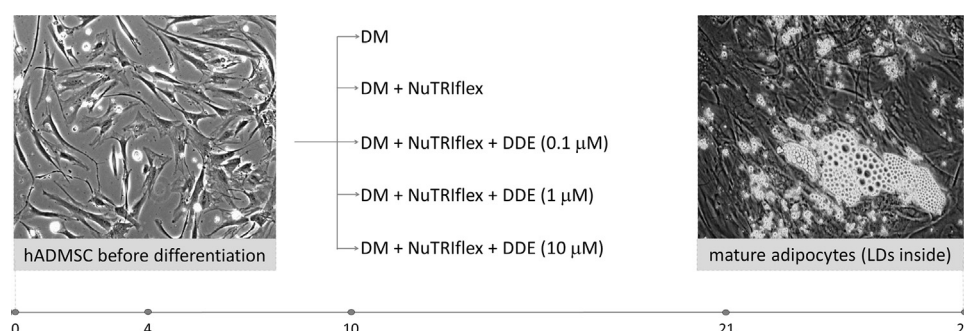 DM
DM + NuTRIflex
DM + NuTRIflex + DDE (0.1 μM)
DM + NuTRIflex + DDE (1 μM)
DM + NuTRIflex + DDE (10 μM)
hADMSC before differentiation
mature adipocytes (LDs inside)
0 4 10 21